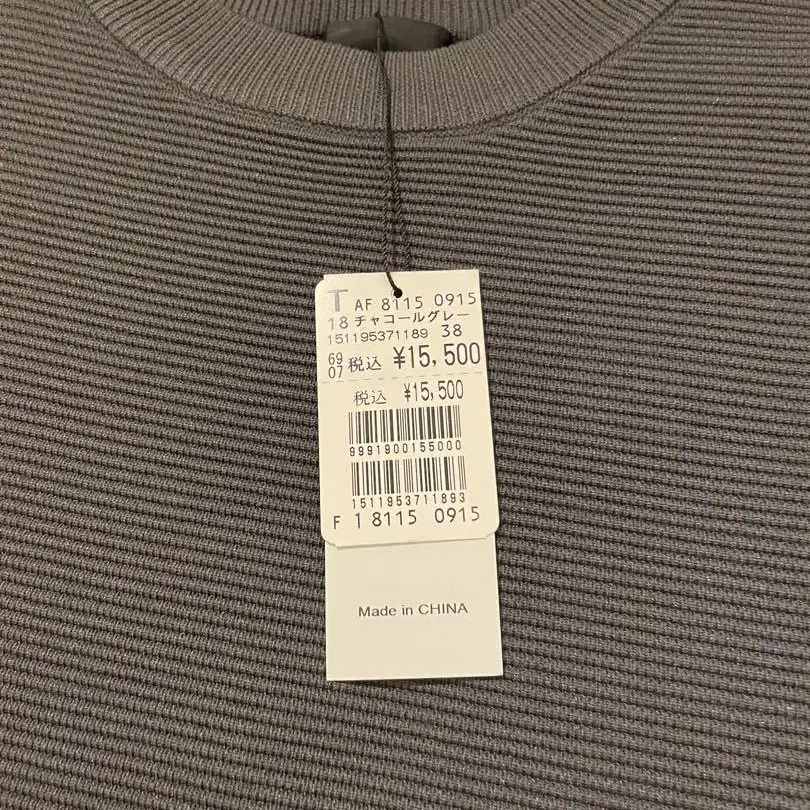 T AF 8115 0915
18 チャコールグレー
151195371189 38
69
07 税込 ¥15,500
税込 ¥15,500
9991900155000
1511953711893
F 1 8115 0915
Made in CHINA